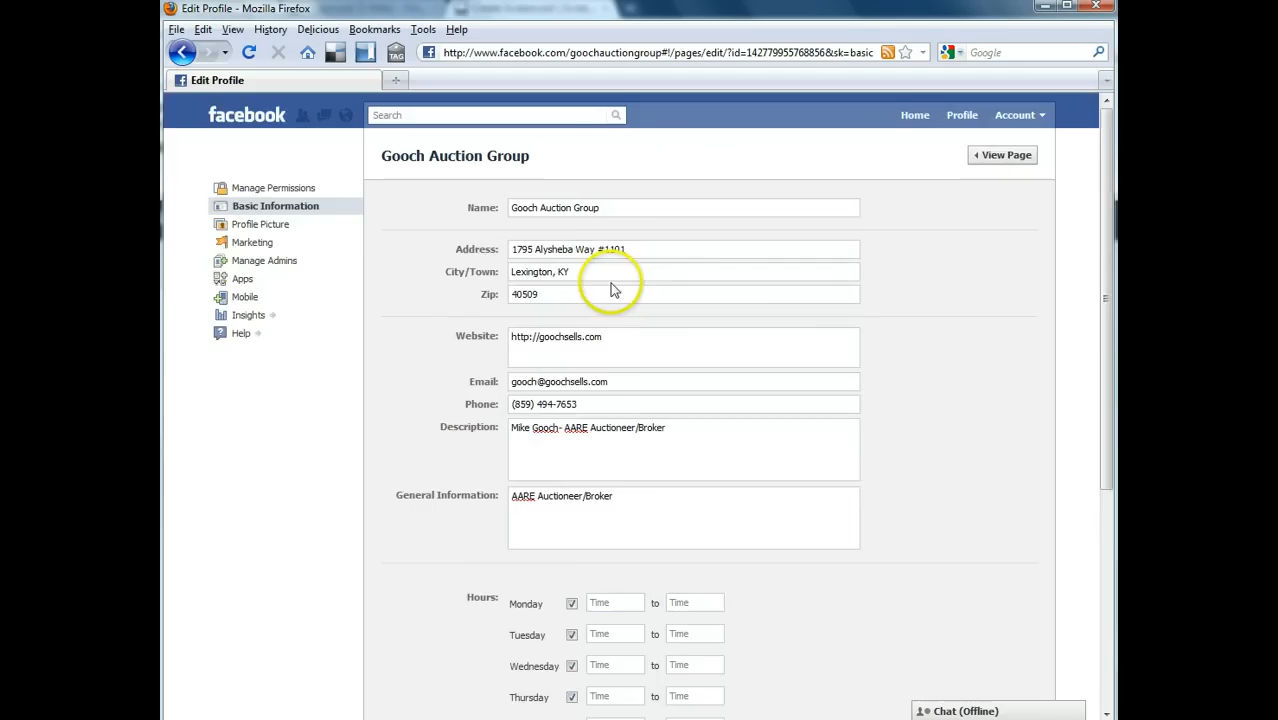 Edit Profile - Mozilla Firefox
File Edit View History Delicious Bookmarks Tools Help
TAG
http://www.facebook.com/goochauctiongroup#!/pages/edit/?id=142779955768856&sk=basic
Google
Edit Profile
facebook
Search
Home Profile Account
Gooch Auction Group
View Page
Manage Permissions
Basic Information
Profile Picture
Marketing
Manage Admins
Apps
Mobile
Insights
Help
Name: Gooch Auction Group
Address: 1795 Alysheba Way #1101
City/Town: Lexington, KY
Zip: 40509
Website: http://goochsells.com
Email: gooch@goochsells.com
Phone: (859) 494-7653
Description: Mike Gooch- AARE Auctioneer/Broker
General Information: AARE Auctioneer/Broker
Hours:
Monday Time to Time
Tuesday Time to Time
Wednesday Time to Time
Thursday Time to Time
Chat (Offline)